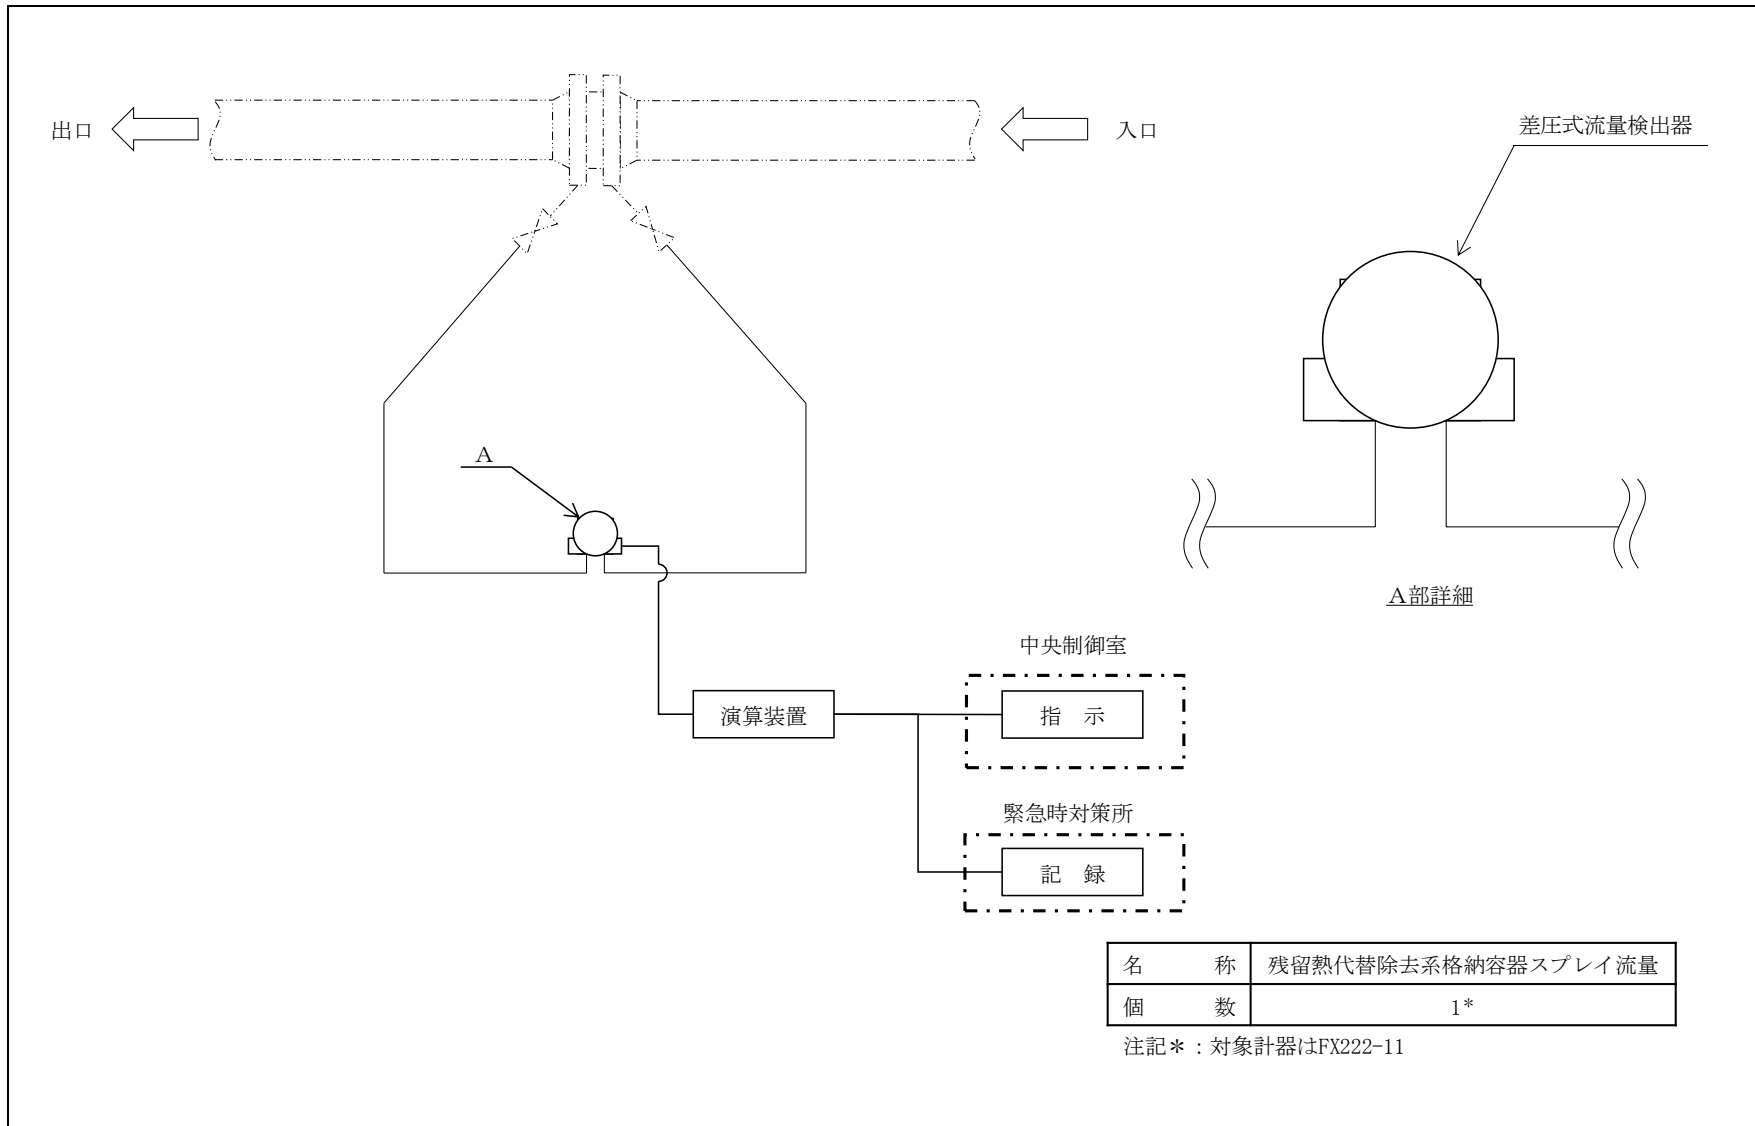 出口
入口
差圧式流量検出器
A
A部詳細
中央制御室
演算装置
指　示
緊急時対策所
記　録
名　称　残留熱代替除去系格納容器スプレイ流量
個　数　1*
注記＊：対象計器はFX222-11